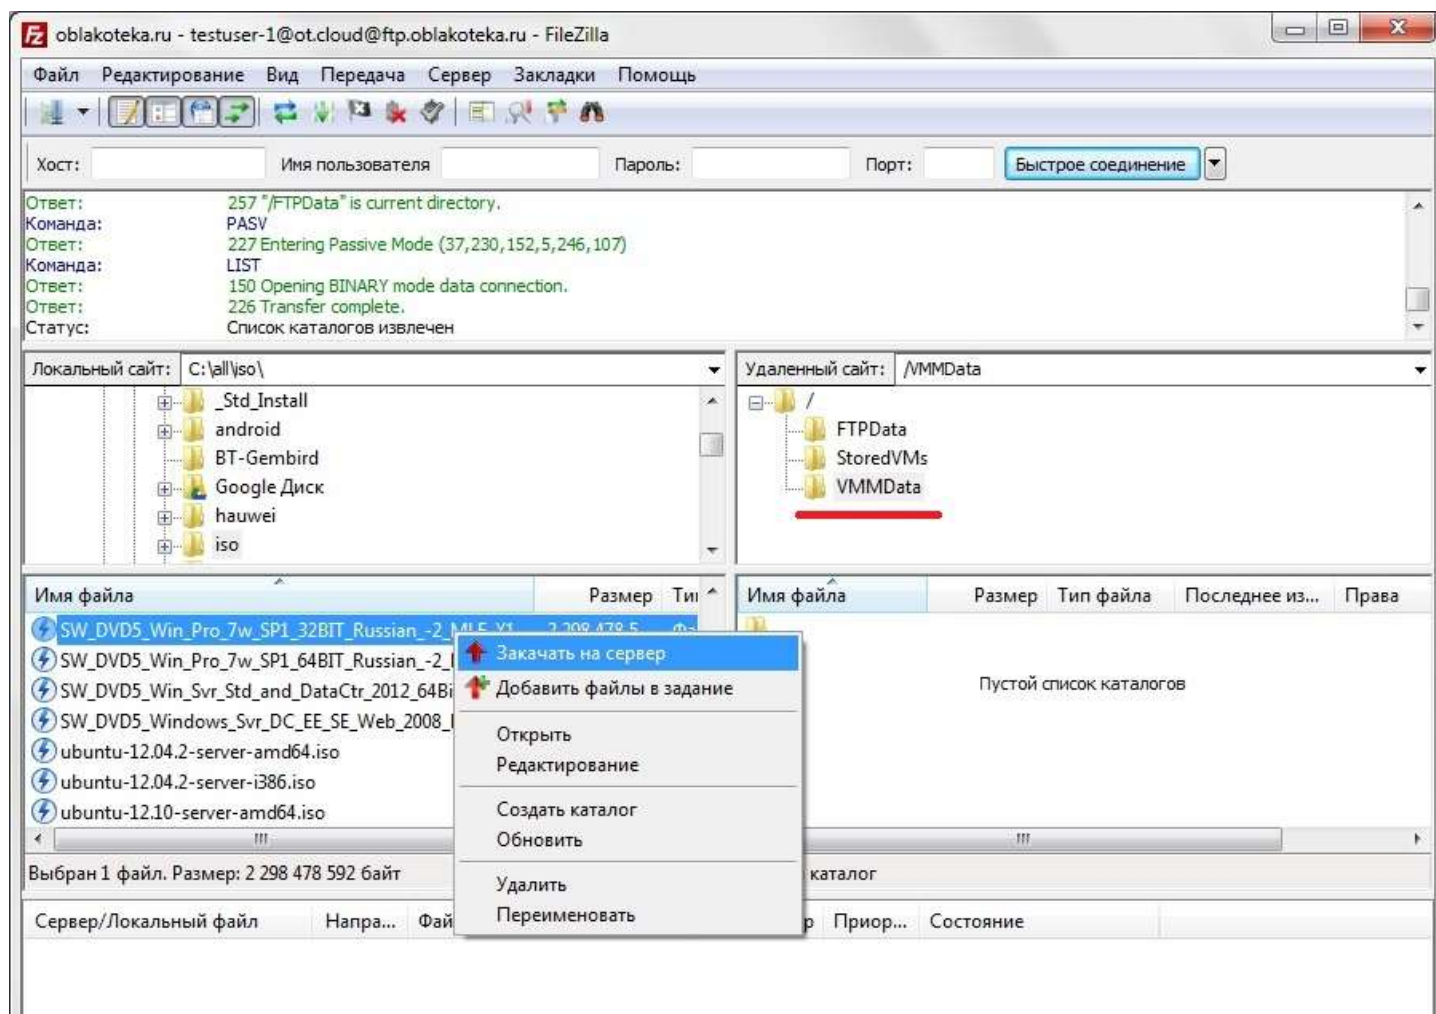 oblakoteka.ru - testuser-1@ot.cloud@ftp.oblakoteka.ru - FileZilla
Файл Редактирование Вид Передача Сервер Закладки Помощь
Хост: Имя пользователя Пароль: Порт: Быстрое соединение
Ответ: 257 "/FTPData" is current directory.
Команда: PASV
Ответ: 227 Entering Passive Mode (37,230,152,5,246,107)
Команда: LIST
Ответ: 150 Opening BINARY mode data connection.
Ответ: 226 Transfer complete.
Статус: Список каталогов извлечен
Локальный сайт: C:\all\iso\
_Std_Install
android
BT-Gembird
Google Диск
hauwei
iso
Удаленный сайт: /VMMData
/
FTPData
StoredVMs
VMMData
Имя файла Размер Ти
SW_DVD5_Win_Pro_7w_SP1_32BIT_Russian_-2_MLF_X1 2 298 478 5... Фа
SW_DVD5_Win_Pro_7w_SP1_64BIT_Russian_-2_
SW_DVD5_Win_Svr_Std_and_DataCtr_2012_64Bi
SW_DVD5_Windows_Svr_DC_EE_SE_Web_2008_
ubuntu-12.04.2-server-amd64.iso
ubuntu-12.04.2-server-i386.iso
ubuntu-12.10-server-amd64.iso
Выбран 1 файл. Размер: 2 298 478 592 байт
Закачать на сервер
Добавить файлы в задание
Открыть
Редактирование
Создать каталог
Обновить
Удалить
Переименовать
Имя файла Размер Тип файла Последнее из... Права
Пустой список каталогов
каталог
Сервер/Локальный файл Напра... Фай р Приор... Состояние